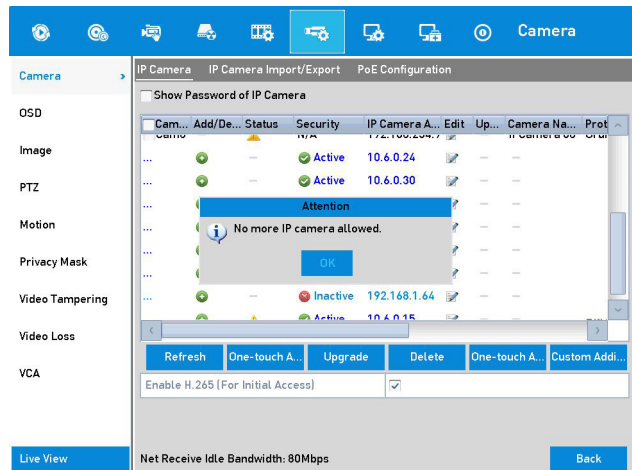 Camera
Camera >
OSD
Image
PTZ
Motion
Privacy Mask
Video Tampering
Video Loss
VCA
Live View
IP Camera IP Camera Import/Export PoE Configuration
Show Password of IP Camera
Cam... Add/De... Status Security IP Camera A... Edit Up... Camera Na... Prot
N/A
... — Active 10.6.0.24 — —
... — Active 10.6.0.30 — —
...
...
...
...
Attention
No more IP camera allowed.
OK
... — Inactive 192.168.1.64 — —
Active 10.6.0.15
Refresh One-touch A... Upgrade Delete One-touch A... Custom Addi...
Enable H.265 (For Initial Access)
Net Receive Idle Bandwidth: 80Mbps
Back